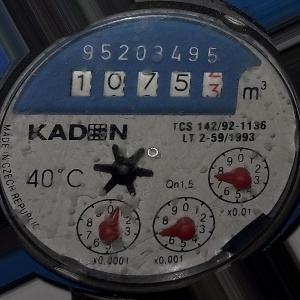 95203495
10753 m³
KADEN
TCS 142/92-1136
LT 2-59/1993
MADE IN CZECH REPUBLIC
40°C
Qn1,5
x0.01
x0.0001
x0.001